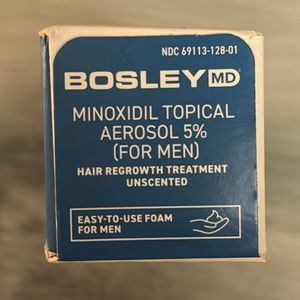 NDC 69113-128-01
BOSLEY MD
MINOXIDIL TOPICAL
AEROSOL 5%
(FOR MEN)
HAIR REGROWTH TREATMENT
UNSCENTED
EASY-TO-USE FOAM
FOR MEN